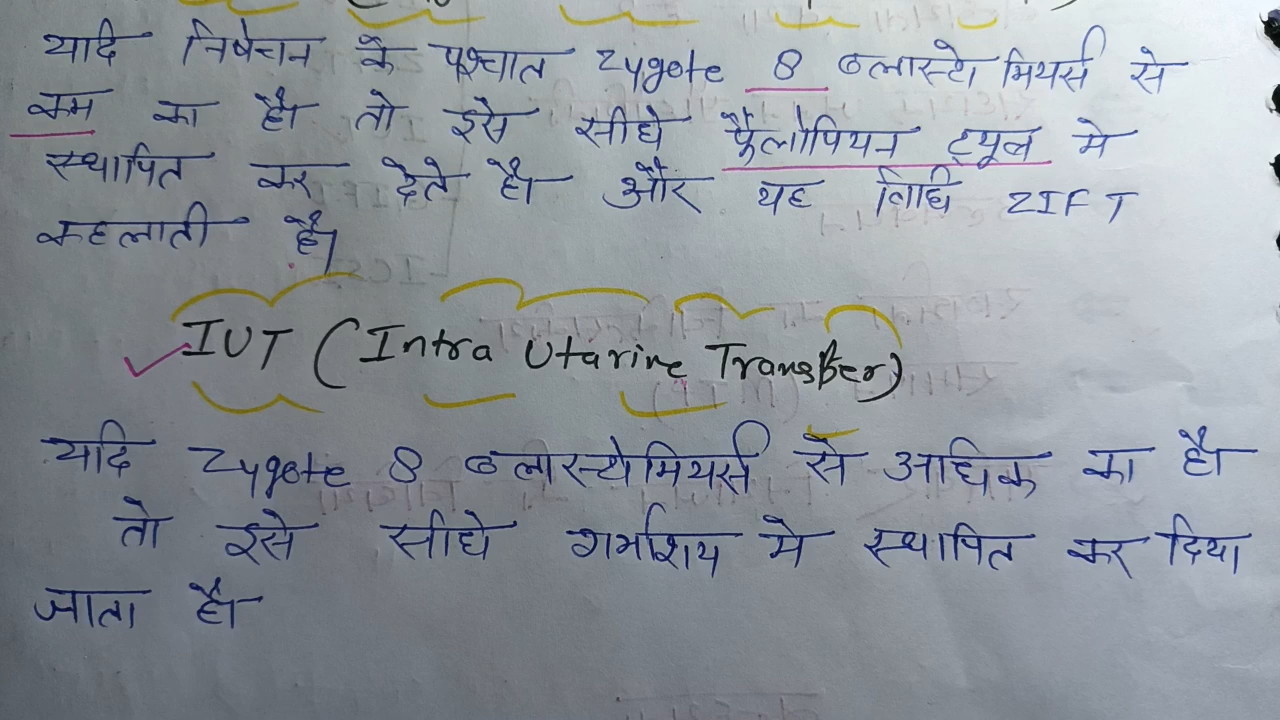 यदि निषेचन के पश्चात Zygote 8 ब्लास्टोमियर्स से
कम का है। तो इसे सीधे फैलोपियन ट्यूब मे
स्थापित कर देते है। और यह विधि ZIFT
कहलाती है।
IUT (Intra Utarine Transfer)
यदि Zygote 8 ब्लास्टोमियर्स से अधिक का है।
तो इसे सीधे गर्भाशय मे स्थापित कर दिया
जाता है।